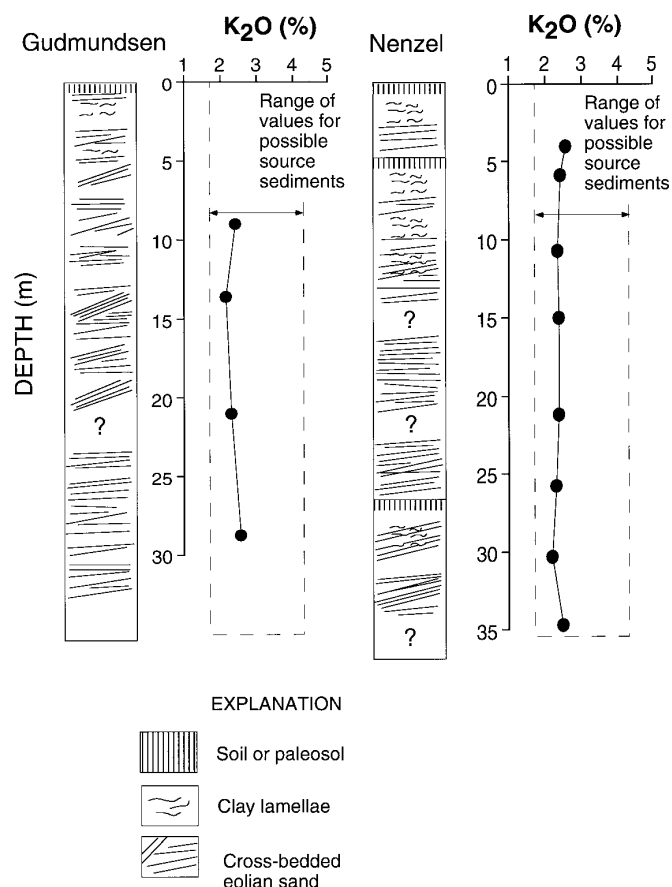 Gudmundsen
K2O (%)
1 2 3 4 5
0
5
10
15
20
25
30
DEPTH (m)
Range of
values for
possible
source
sediments
?
Nenzel
K2O (%)
1 2 3 4 5
0
5
10
15
20
25
30
35
Range of
values for
possible
source
sediments
?
?
?
EXPLANATION
Soil or paleosol
Clay lamellae
Cross-bedded
eolian sand